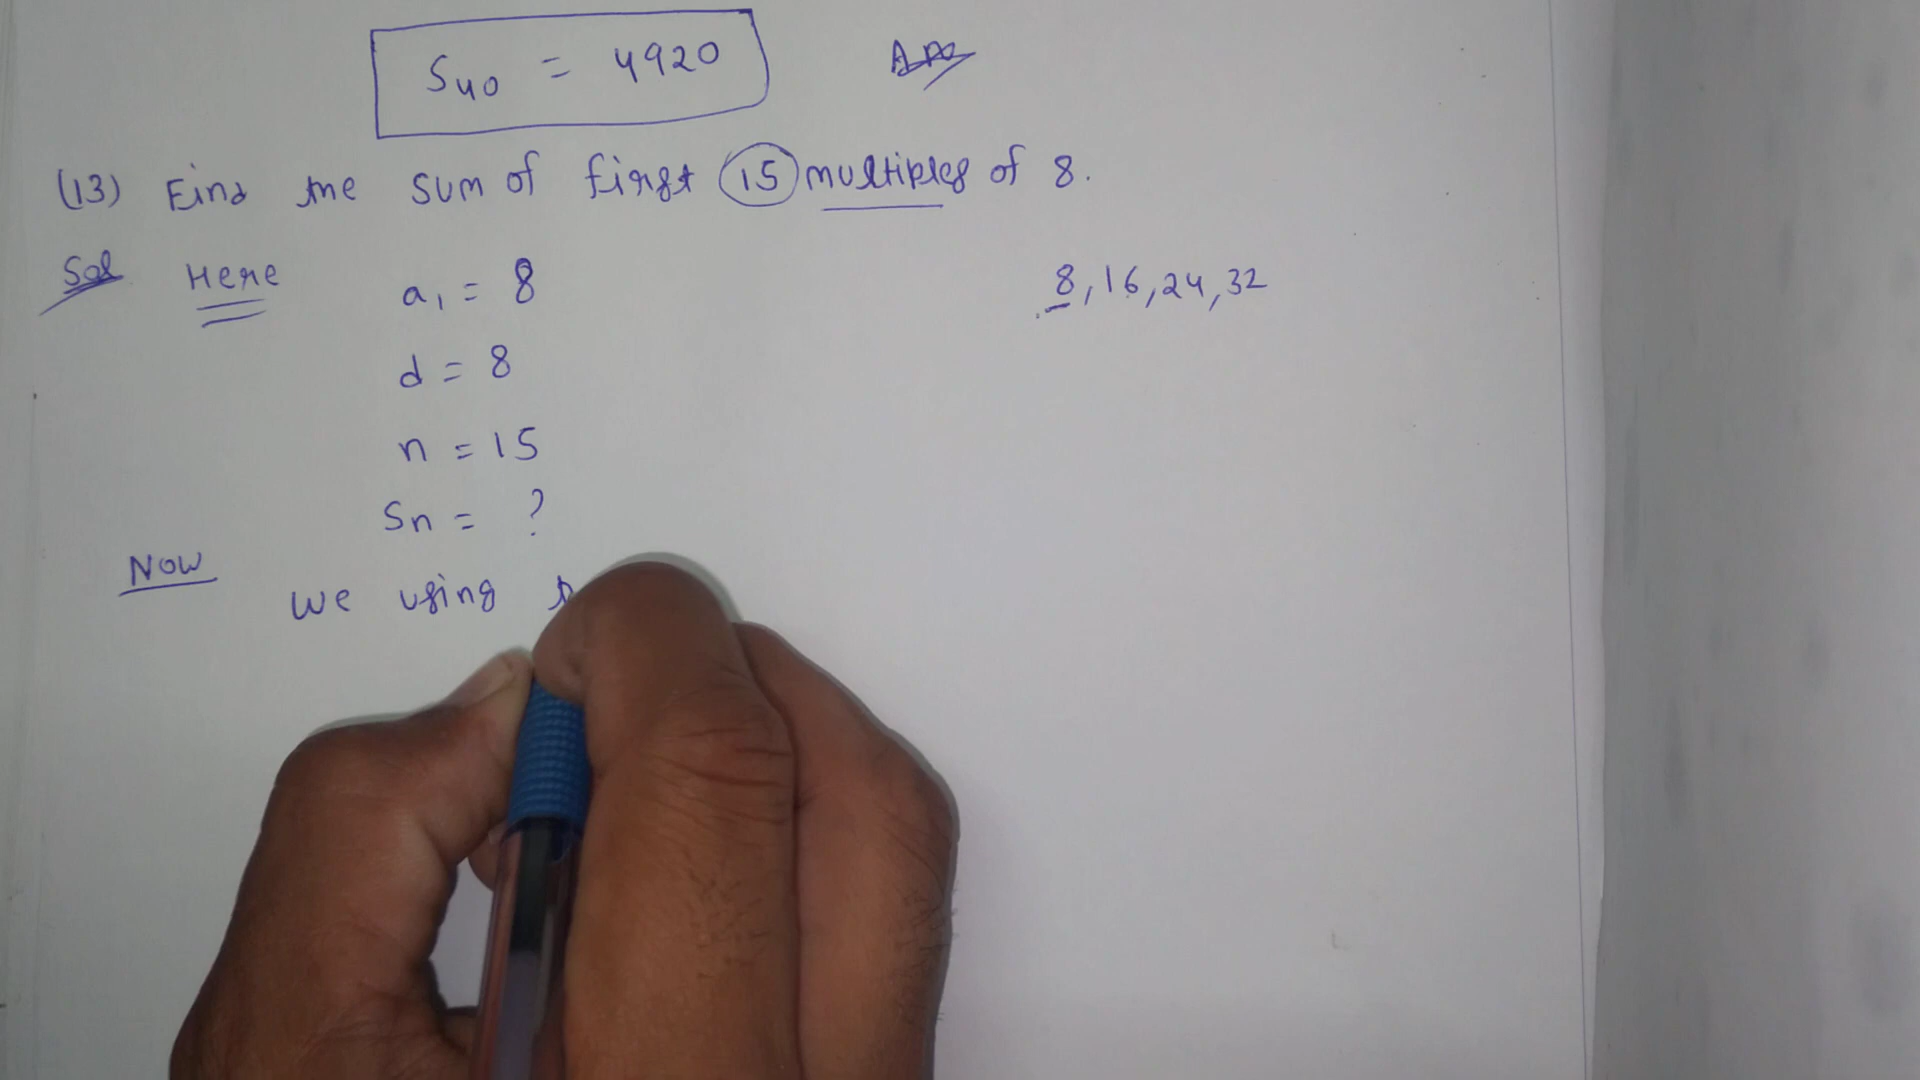 S40 = 4920 Ans
(13) Find the sum of first 15 multiples of 8.
Sol Here a1 = 8 8, 16, 24, 32
d = 8
n = 15
Sn = ?
Now
We using